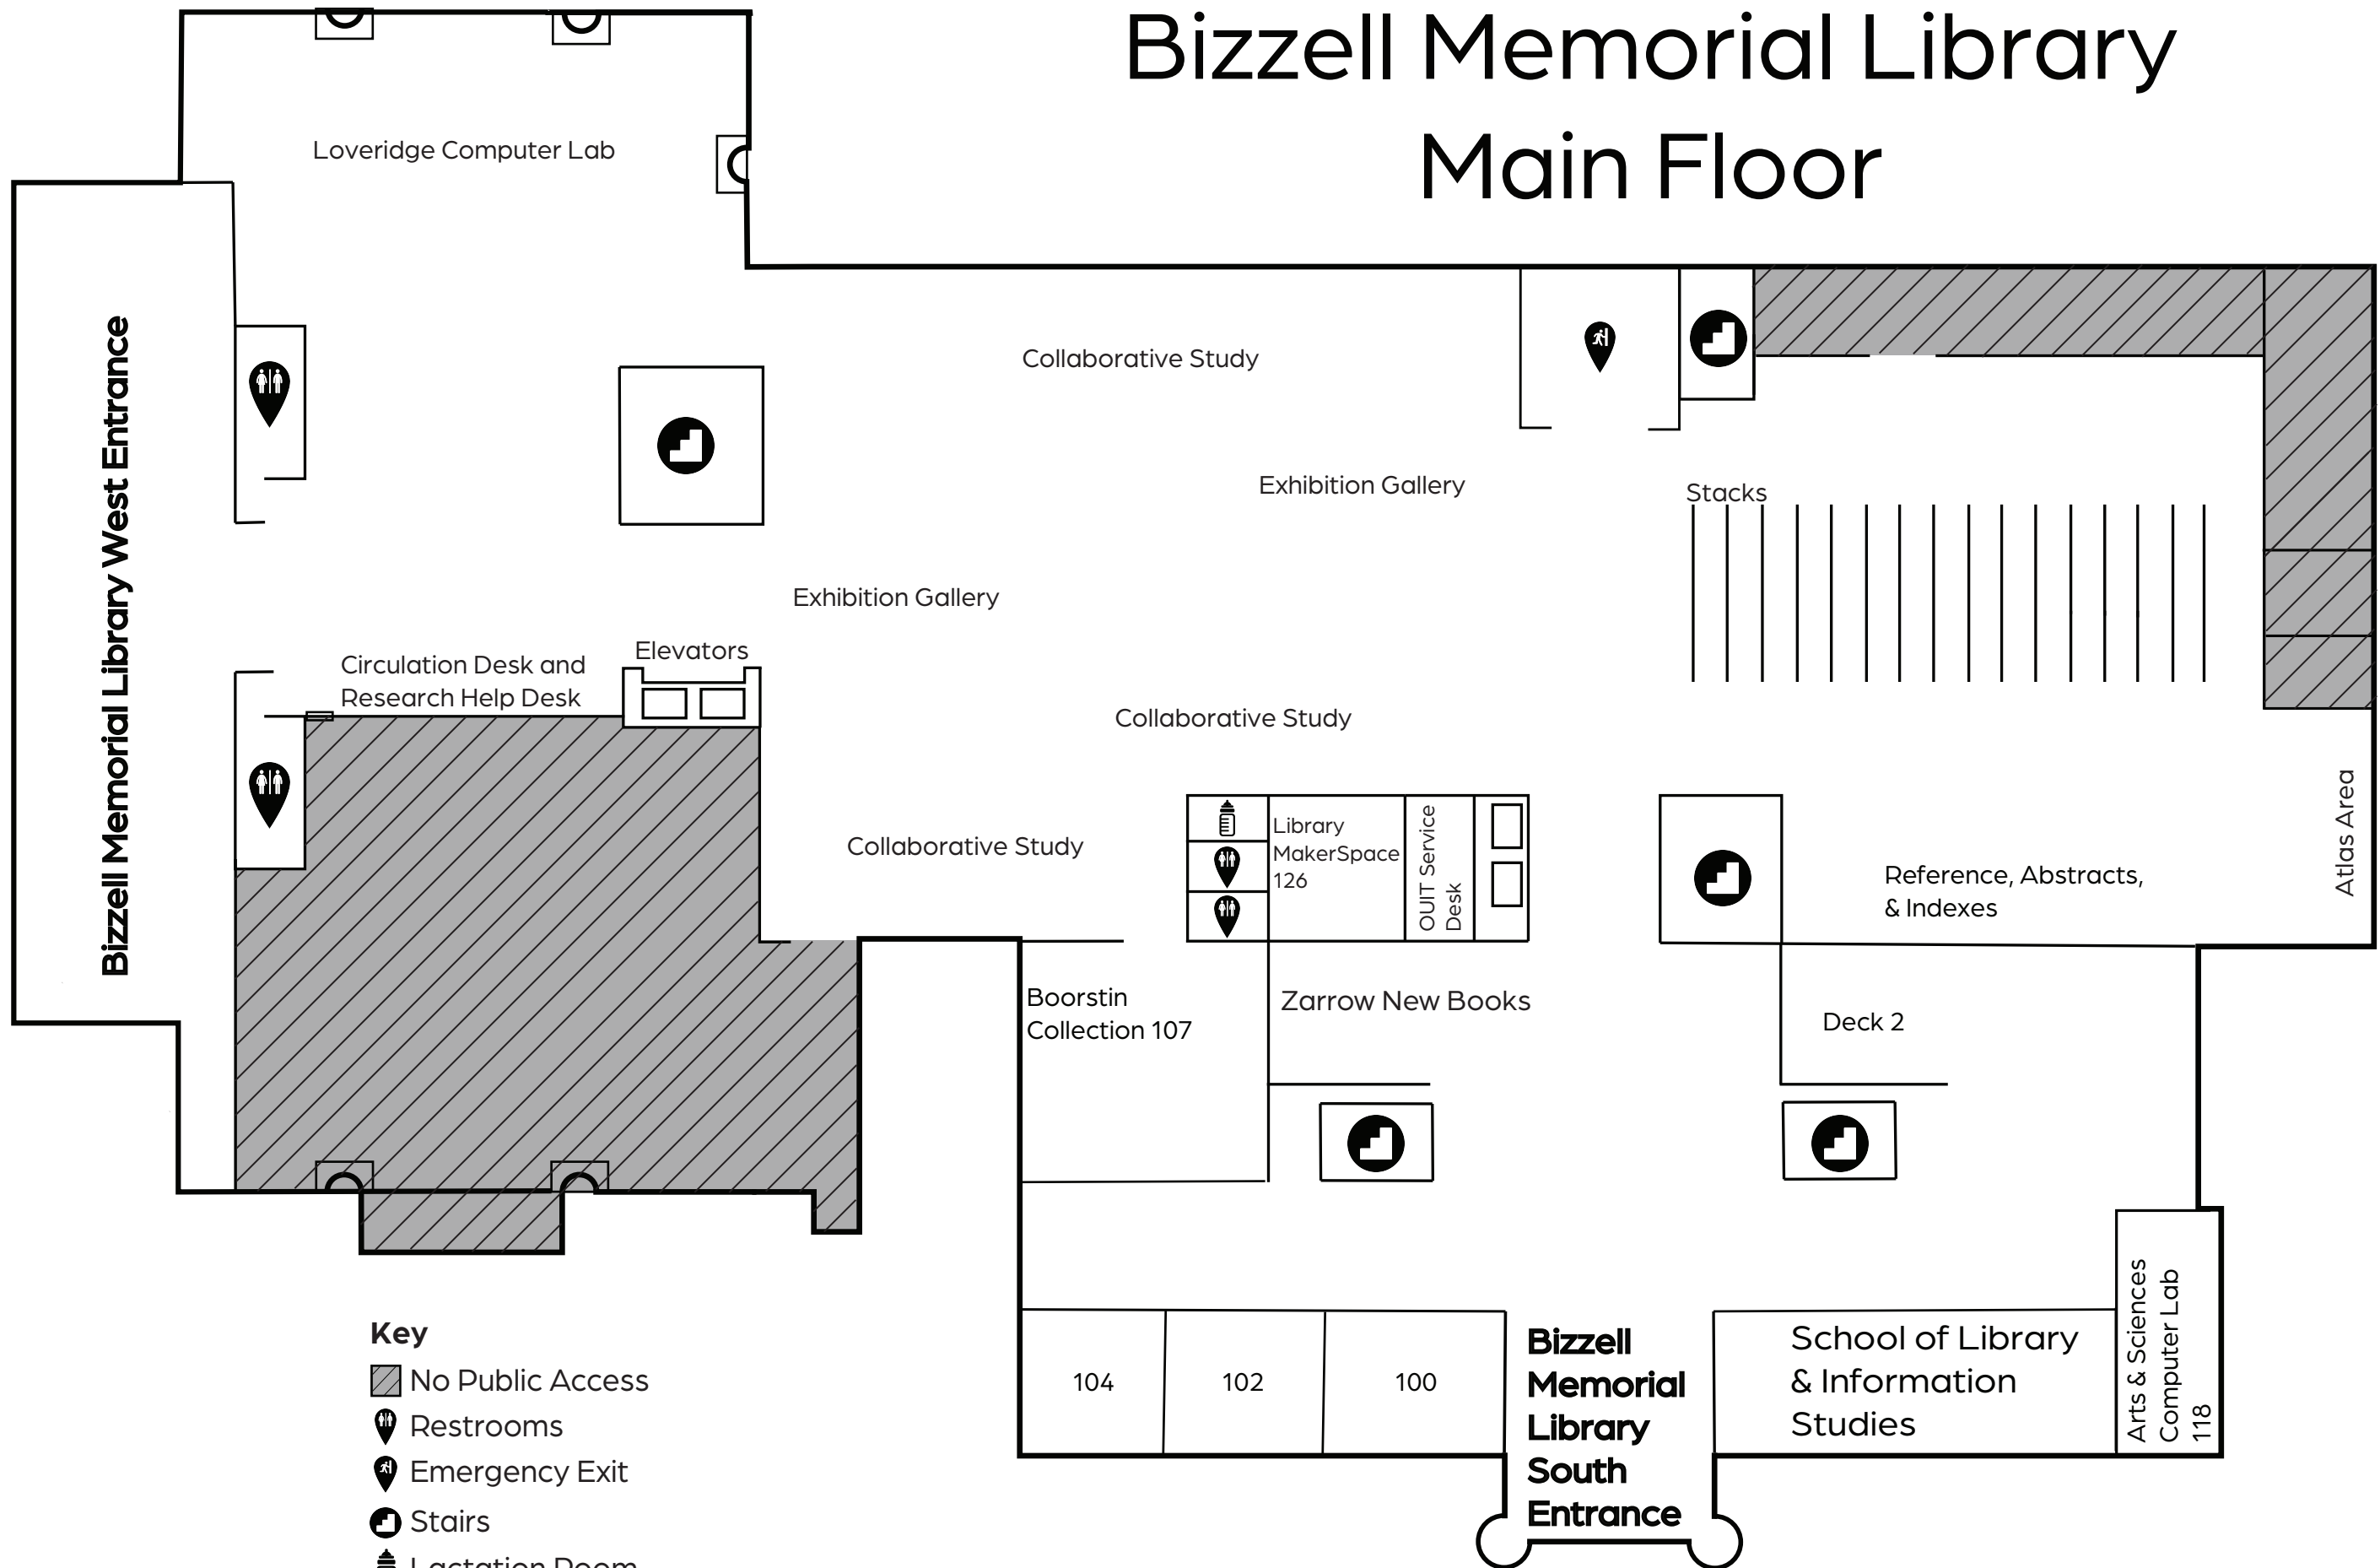 Bizzell Memorial Library
Main Floor
Loveridge Computer Lab
Bizzell Memorial Library West Entrance
Collaborative Study
Exhibition Gallery
Stacks
Exhibition Gallery
Elevators
Circulation Desk and
Research Help Desk
Collaborative Study
Collaborative Study
Library
MakerSpace
126
OUIT Service
Desk
Reference, Abstracts,
& Indexes
Atlas Area
Boorstin
Collection 107
Zarrow New Books
Deck 2
104
102
100
Bizzell
Memorial
Library
South
Entrance
School of Library
& Information
Studies
Arts & Sciences
Computer Lab
118
Key
No Public Access
Restrooms
Emergency Exit
Stairs
Lactation Room